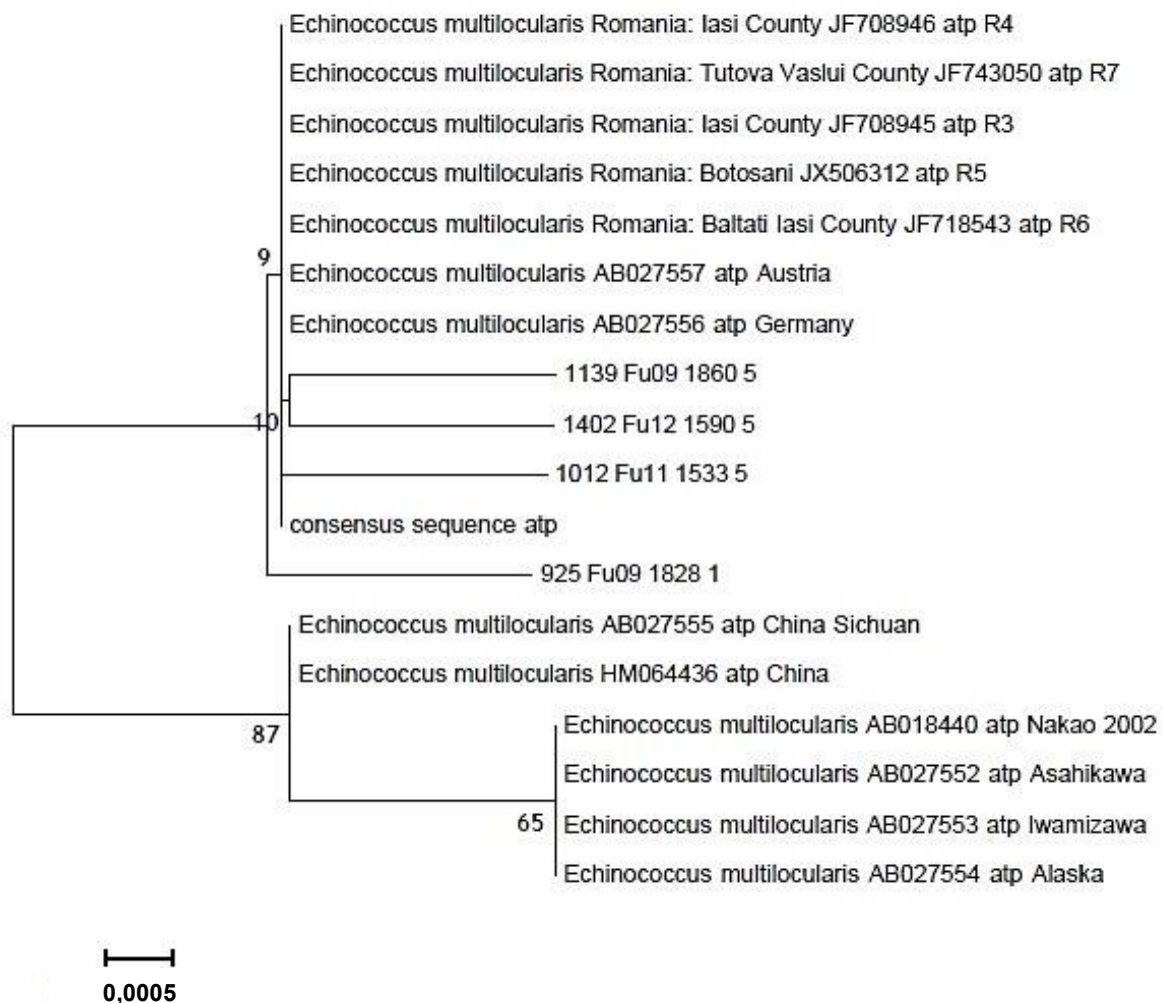 Echinococcus multilocularis Romania: Iasi County JF708946 atp R4
Echinococcus multilocularis Romania: Tutova Vaslui County JF743050 atp R7
Echinococcus multilocularis Romania: Iasi County JF708945 atp R3
Echinococcus multilocularis Romania: Botosani JX506312 atp R5
Echinococcus multilocularis Romania: Baltati Iasi County JF718543 atp R6
9
Echinococcus multilocularis AB027557 atp Austria
Echinococcus multilocularis AB027556 atp Germany
1139 Fu09 1860 5
10
1402 Fu12 1590 5
1012 Fu11 1533 5
consensus sequence atp
925 Fu09 1828 1
Echinococcus multilocularis AB027555 atp China Sichuan
Echinococcus multilocularis HM064436 atp China
87
Echinococcus multilocularis AB018440 atp Nakao 2002
Echinococcus multilocularis AB027552 atp Asahikawa
65
Echinococcus multilocularis AB027553 atp Iwamizawa
Echinococcus multilocularis AB027554 atp Alaska
0,0005